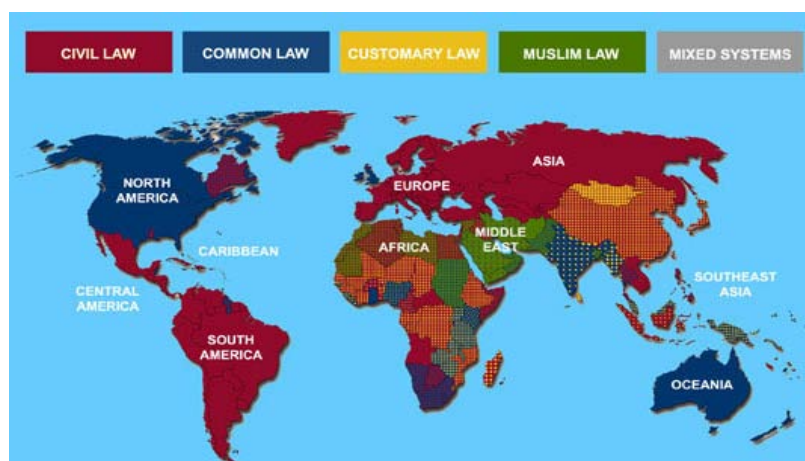 CIVIL LAW
COMMON LAW
CUSTOMARY LAW
MUSLIM LAW
MIXED SYSTEMS
NORTH
AMERICA
CARIBBEAN
CENTRAL
AMERICA
SOUTH
AMERICA
EUROPE
ASIA
AFRICA
MIDDLE
EAST
SOUTHEAST
ASIA
OCEANIA